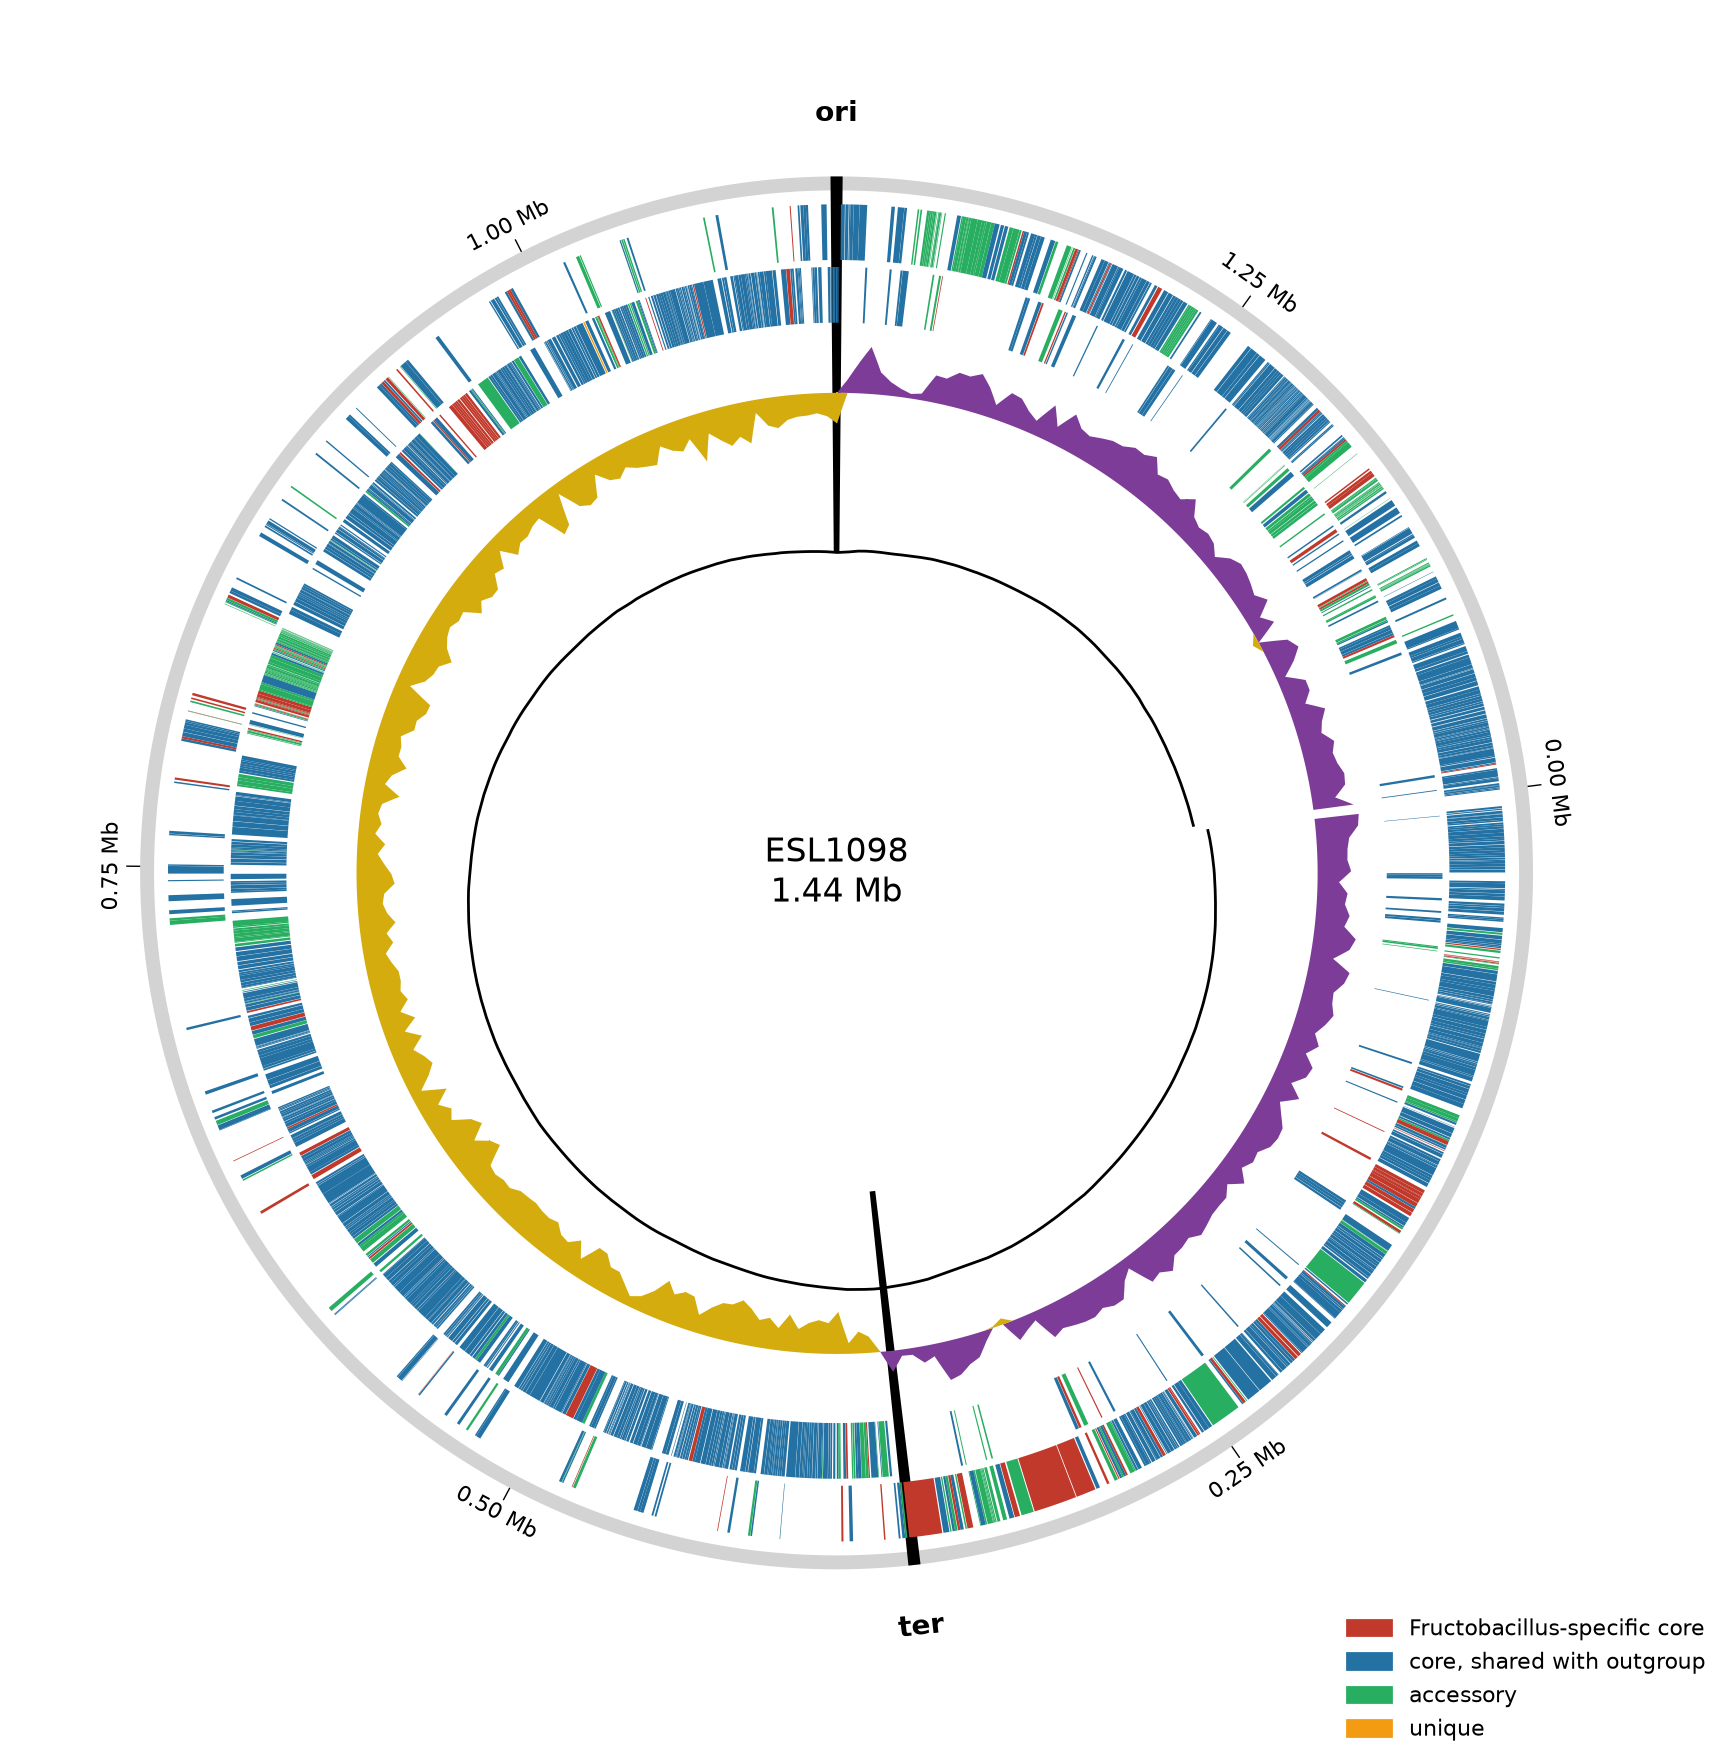 ori
1.00 Mb
1.25 Mb
0.00 Mb
0.75 Mb
ESL1098
1.44 Mb
0.25 Mb
0.50 Mb
ter
Fructobacillus-specific core
core, shared with outgroup
accessory
unique